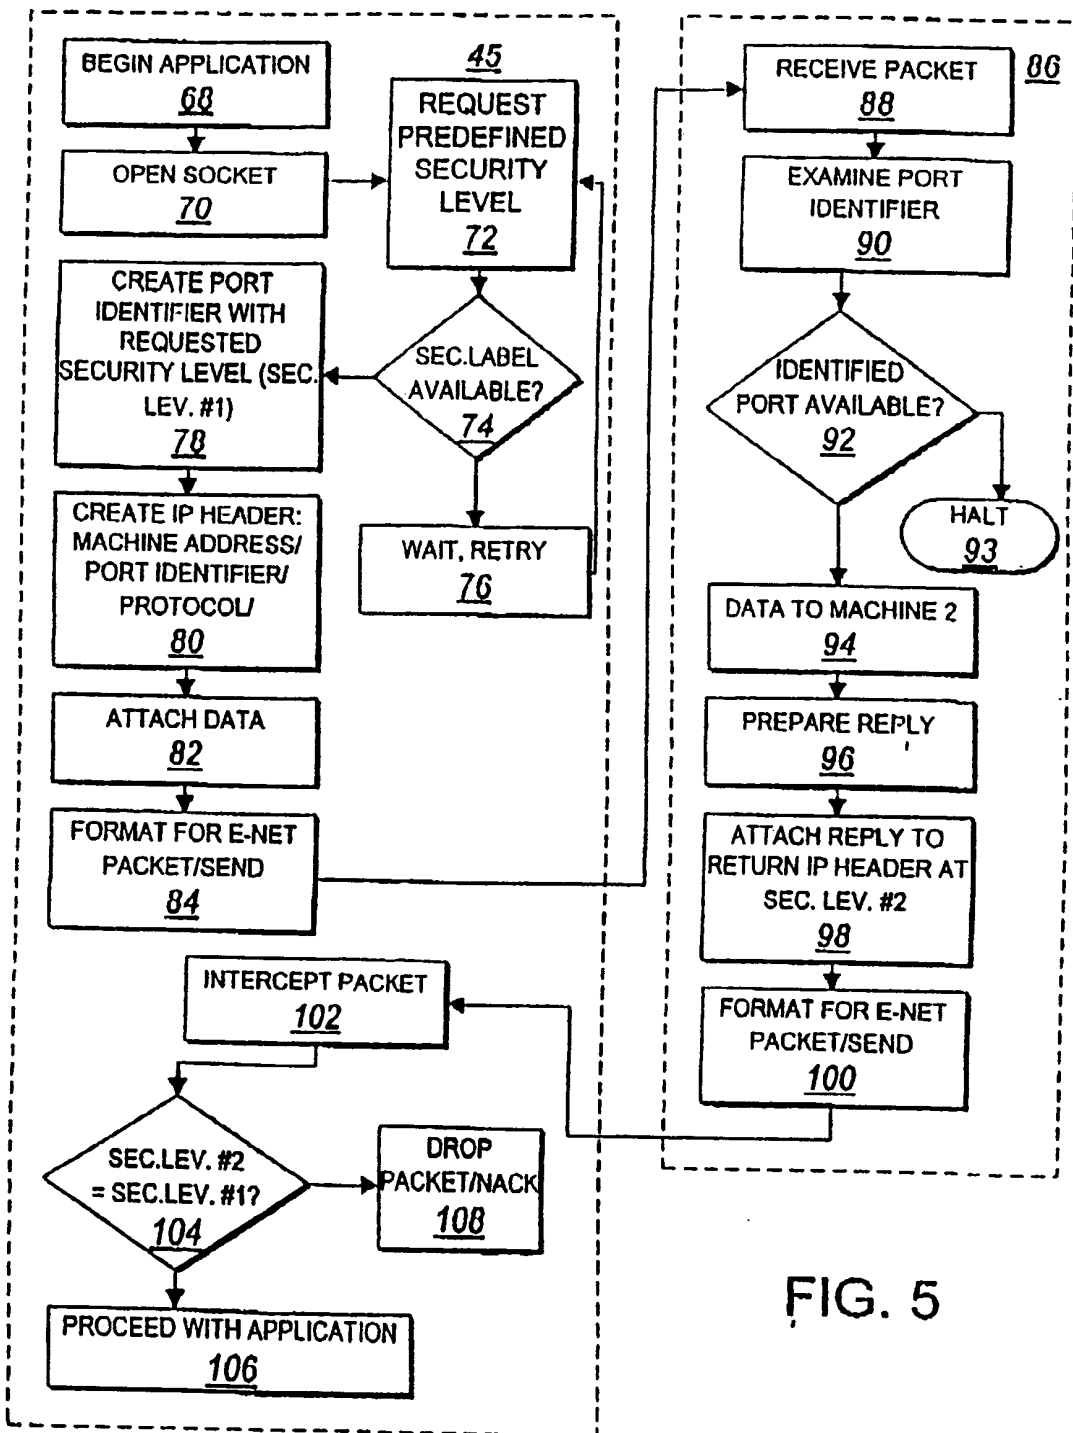 BEGIN APPLICATION
68
OPEN SOCKET
70
45
REQUEST
PREDEFINED
SECURITY
LEVEL
72
SEC.LABEL
AVAILABLE?
74
WAIT, RETRY
76
CREATE PORT
IDENTIFIER WITH
REQUESTED
SECURITY LEVEL (SEC.
LEV. #1)
78
CREATE IP HEADER:
MACHINE ADDRESS/
PORT IDENTIFIER/
PROTOCOL/
80
ATTACH DATA
82
FORMAT FOR E-NET
PACKET/SEND
84
86
RECEIVE PACKET
88
EXAMINE PORT
IDENTIFIER
90
IDENTIFIED
PORT AVAILABLE?
92
HALT
93
DATA TO MACHINE 2
94
PREPARE REPLY
96
ATTACH REPLY TO
RETURN IP HEADER AT
SEC. LEV. #2
98
FORMAT FOR E-NET
PACKET/SEND
100
INTERCEPT PACKET
102
SEC.LEV. #2
= SEC.LEV. #1?
104
DROP
PACKET/NACK
108
PROCEED WITH APPLICATION
106
FIG. 5